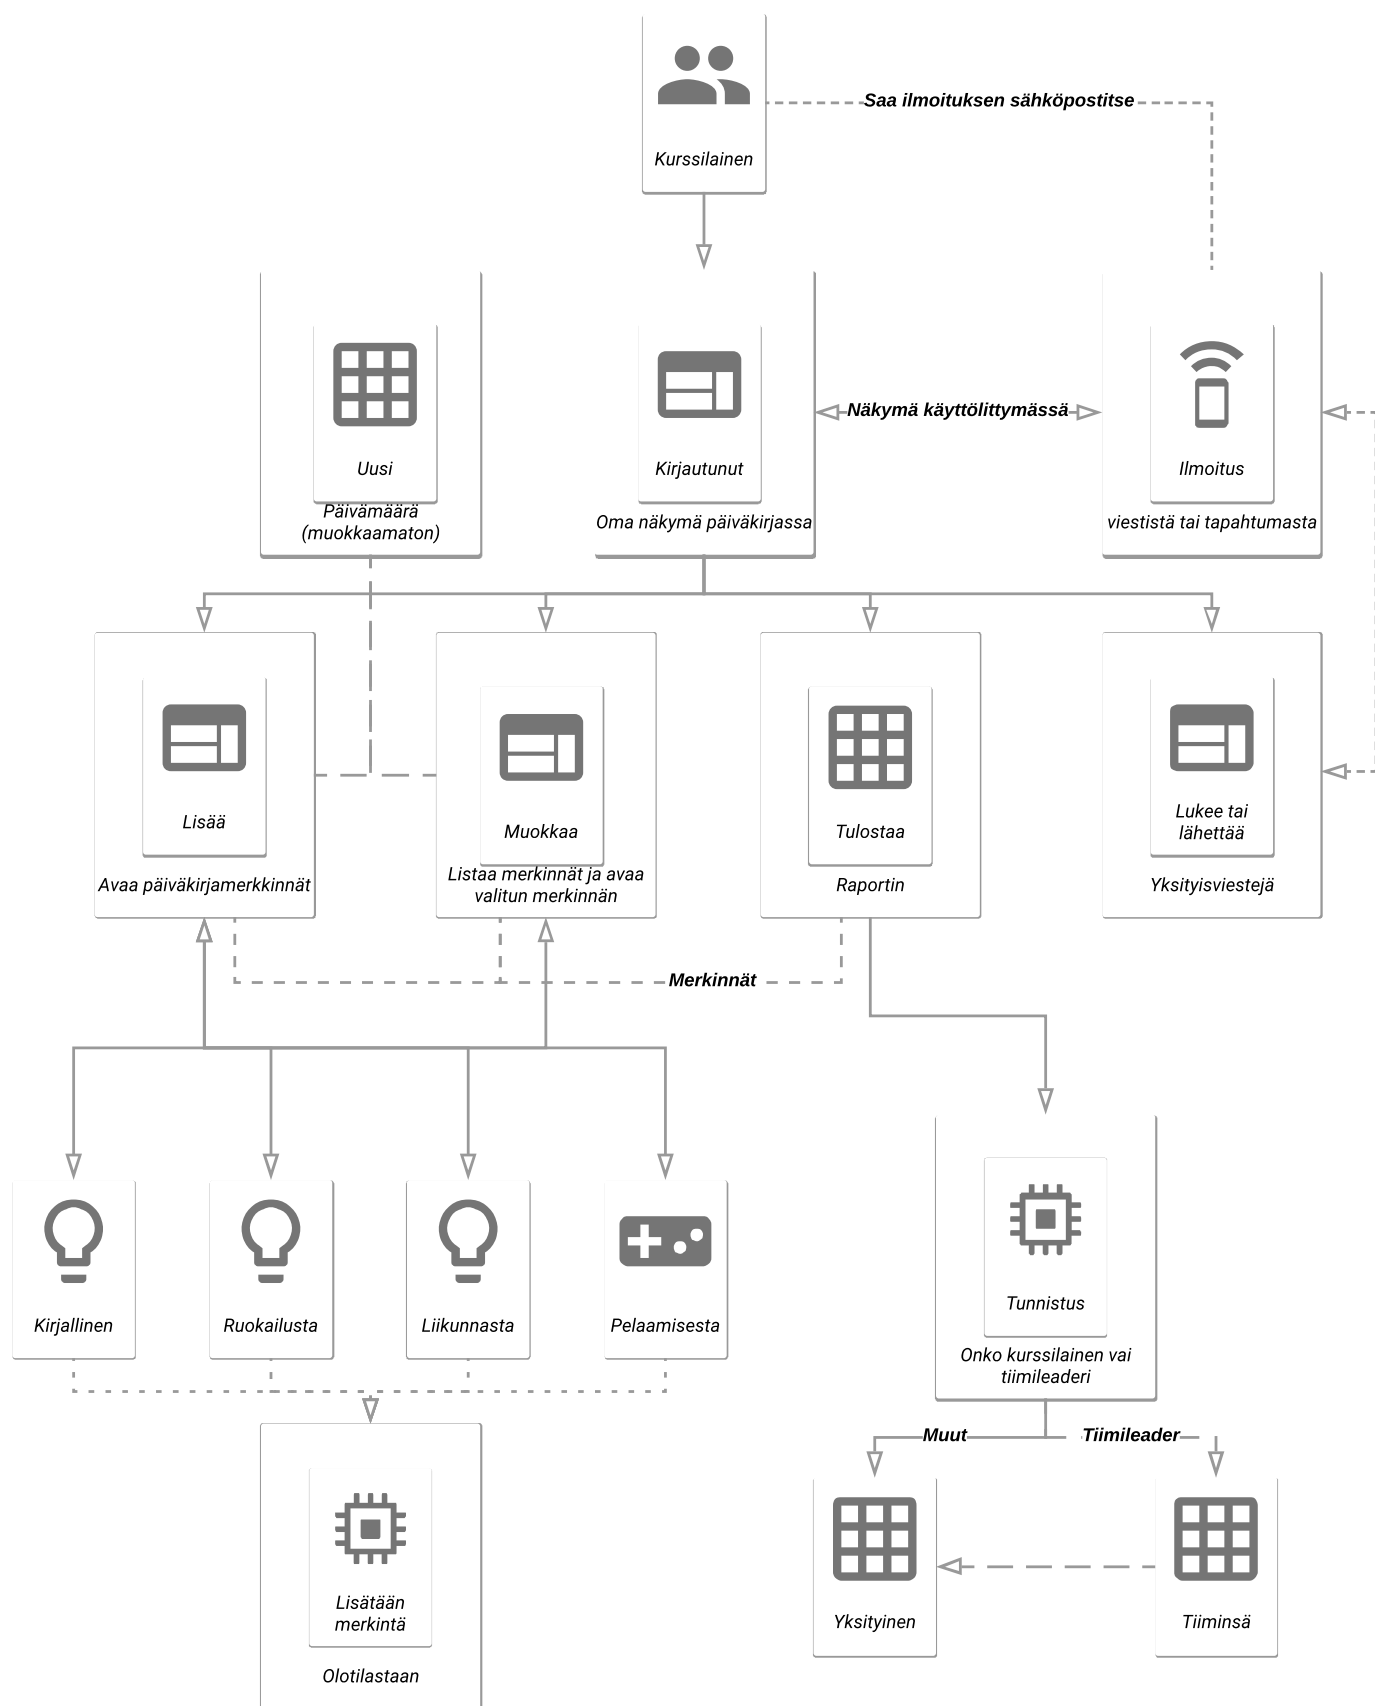 Saa ilmoituksen sähköpostitse
Kurssilainen
Näkymä käyttölittymässä
Uusi
Kirjautunut
Ilmoitus
Päivämäärä
(muokkaamaton)
Oma näkymä päiväkirjassa
viestistä tai tapahtumasta
Lisää
Muokkaa
Tulostaa
Lukee tai
lähettää
Avaa päiväkirjamerkkinnät
Listaa merkinnät ja avaa
valitun merkinnän
Raportin
Yksityisviestejä
Merkinnät
Kirjallinen
Ruokailusta
Liikunnasta
Pelaamisesta
Tunnistus
Onko kurssilainen vai
tiimileaderi
Muut
Tiimileader
Lisätään
merkintä
Olotilastaan
Yksityinen
Tiiminsä